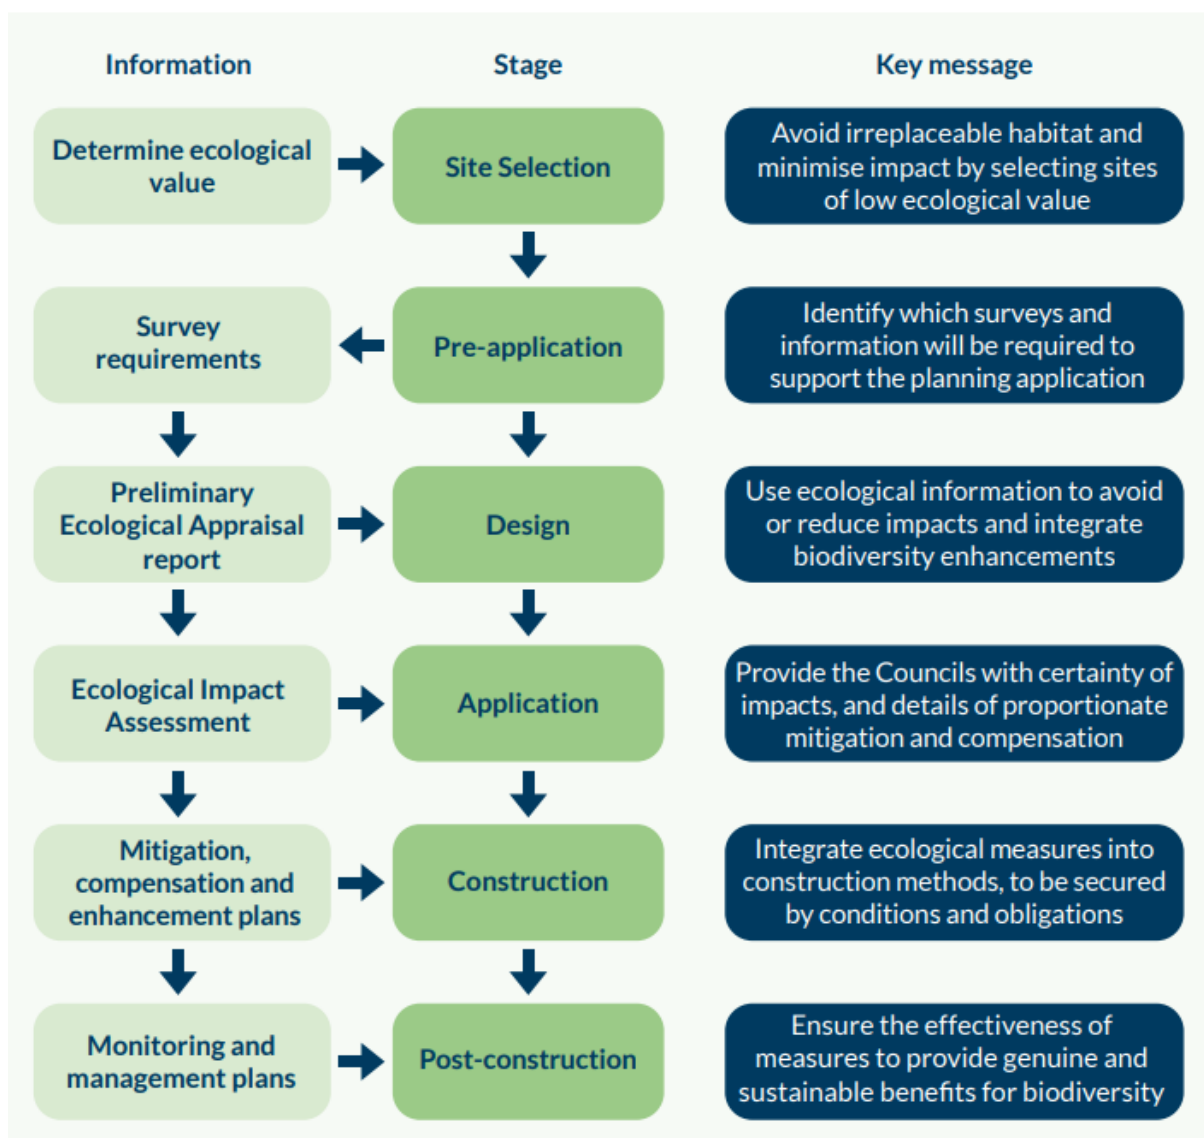 Information
Stage
Key message
Determine ecological
value
Site Selection
Avoid irreplaceable habitat and
minimise impact by selecting sites
of low ecological value
Survey
requirements
Pre-application
Identify which surveys and
information will be required to
support the planning application
Preliminary
Ecological Appraisal
report
Design
Use ecological information to avoid
or reduce impacts and integrate
biodiversity enhancements
Ecological Impact
Assessment
Application
Provide the Councils with certainty of
impacts, and details of proportionate
mitigation and compensation
Mitigation,
compensation and
enhancement plans
Construction
Integrate ecological measures into
construction methods, to be secured
by conditions and obligations
Monitoring and
management plans
Post-construction
Ensure the effectiveness of
measures to provide genuine and
sustainable benefits for biodiversity